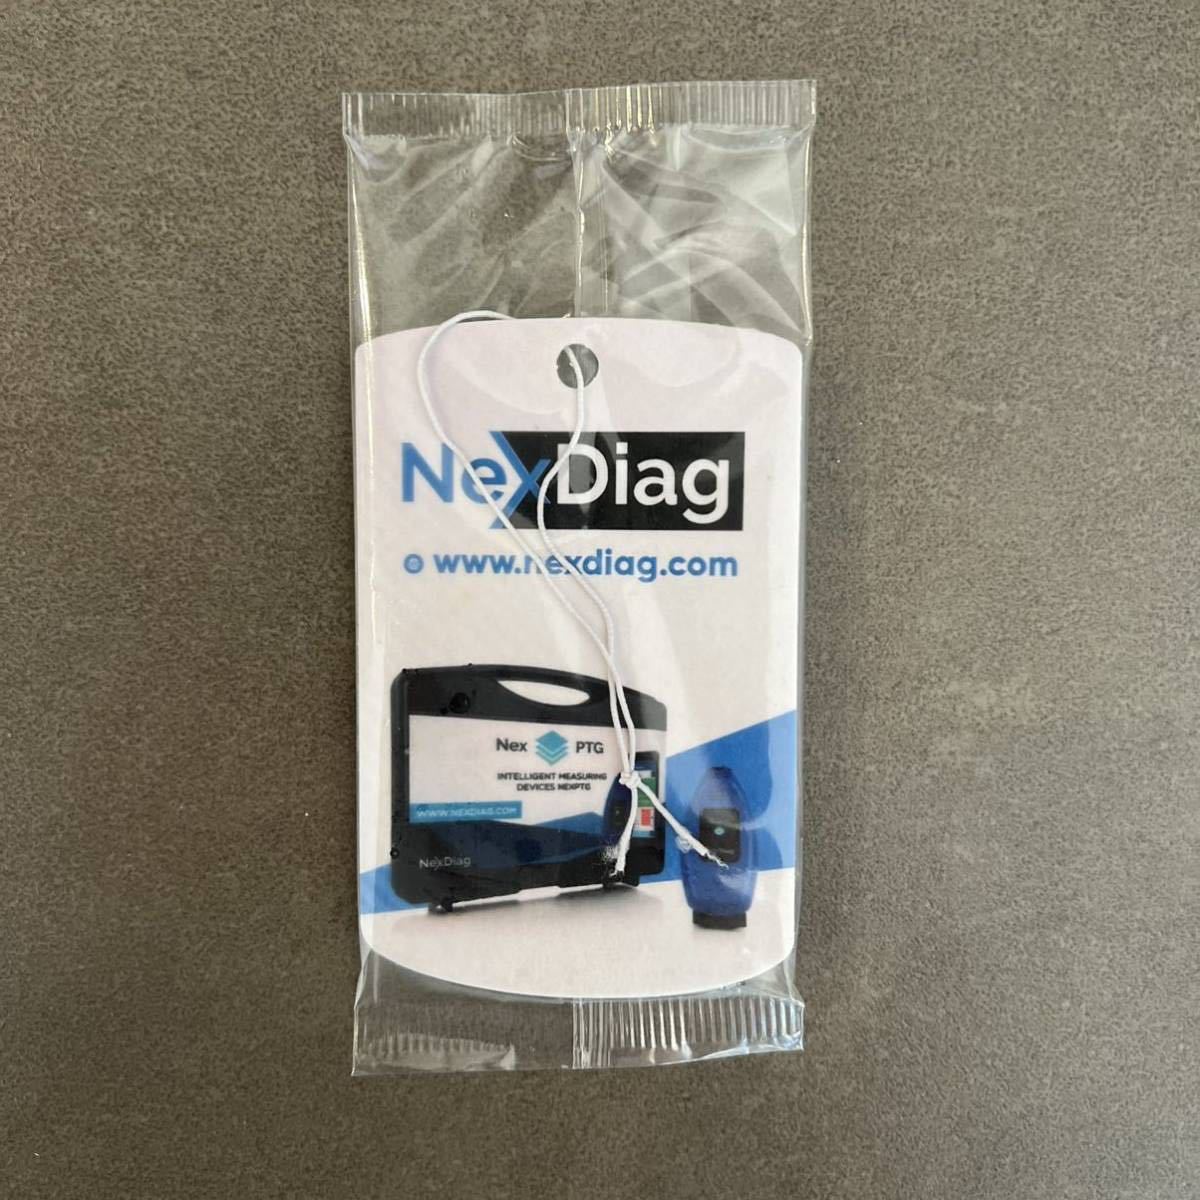 NexDiag
www.nexdiag.com
Nex PTG
INTELLIGENT MEASURING
DEVICES NEXPTG
WWW.NEXDIAG.COM
NexDiag